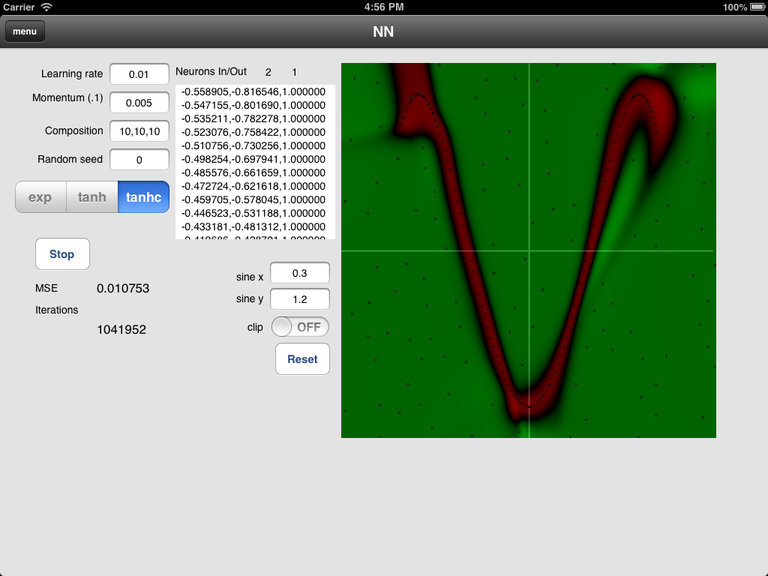 Carrier 4:56 PM 100%
menu NN
Learning rate 0.01
Momentum (.1) 0.005
Composition 10,10,10
Random seed 0
exp tanh tanhc
Stop
MSE 0.010753
Iterations
1041952
Neurons In/Out 2 1
-0.558905,-0.816546,1.000000
-0.547155,-0.801690,1.000000
-0.535211,-0.782278,1.000000
-0.523076,-0.758422,1.000000
-0.510756,-0.730256,1.000000
-0.498254,-0.697941,1.000000
-0.485576,-0.661659,1.000000
-0.472724,-0.621618,1.000000
-0.459705,-0.578045,1.000000
-0.446523,-0.531188,1.000000
-0.433181,-0.481312,1.000000
sine x 0.3
sine y 1.2
clip OFF
Reset